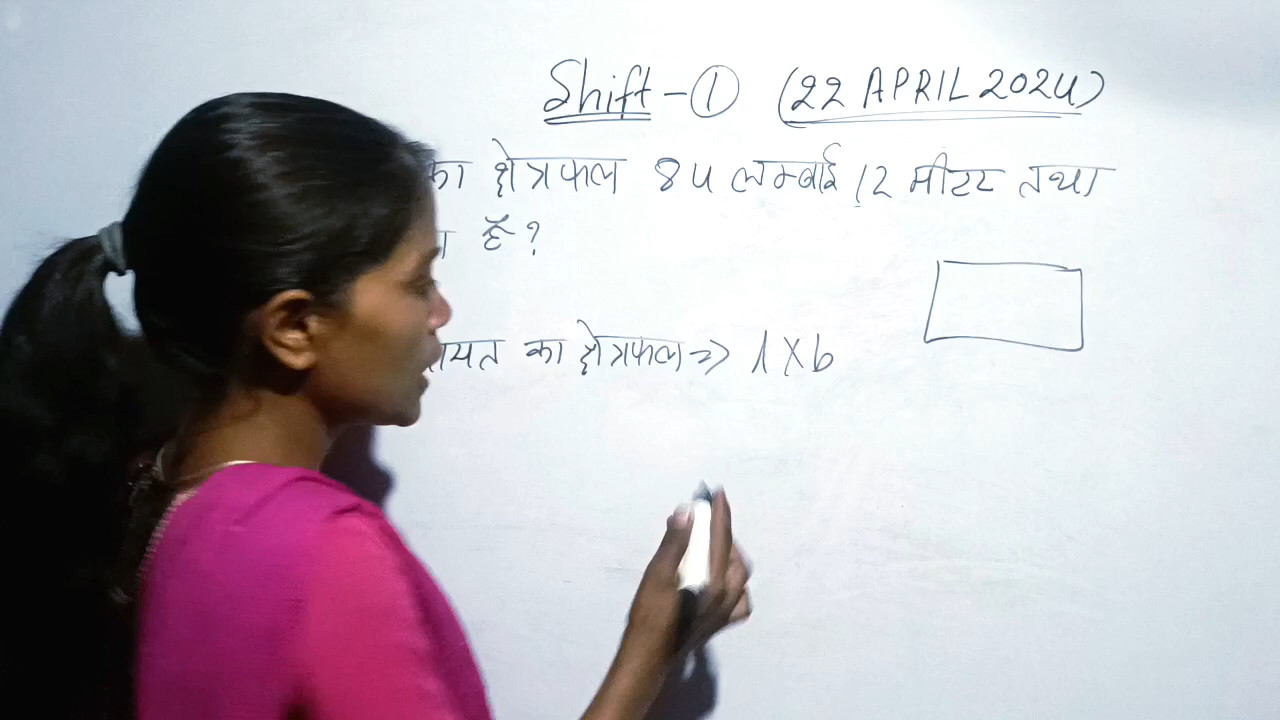 Shift-① (22 APRIL 2024)
का क्षेत्रफल 84 लम्बाई 12 मीटर तथा
है ?
यत का क्षेत्रफल => l X b